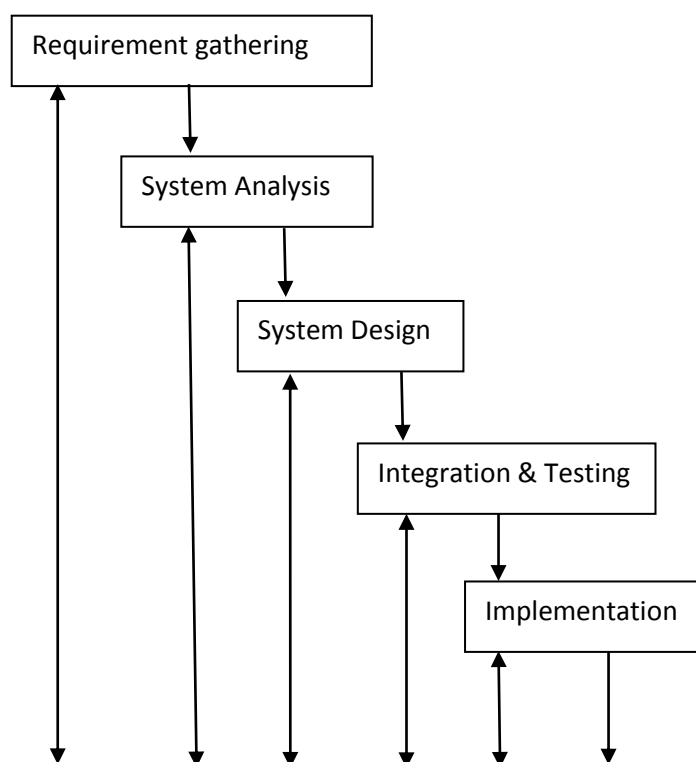 Requirement gathering
System Analysis
System Design
Integration & Testing
Implementation